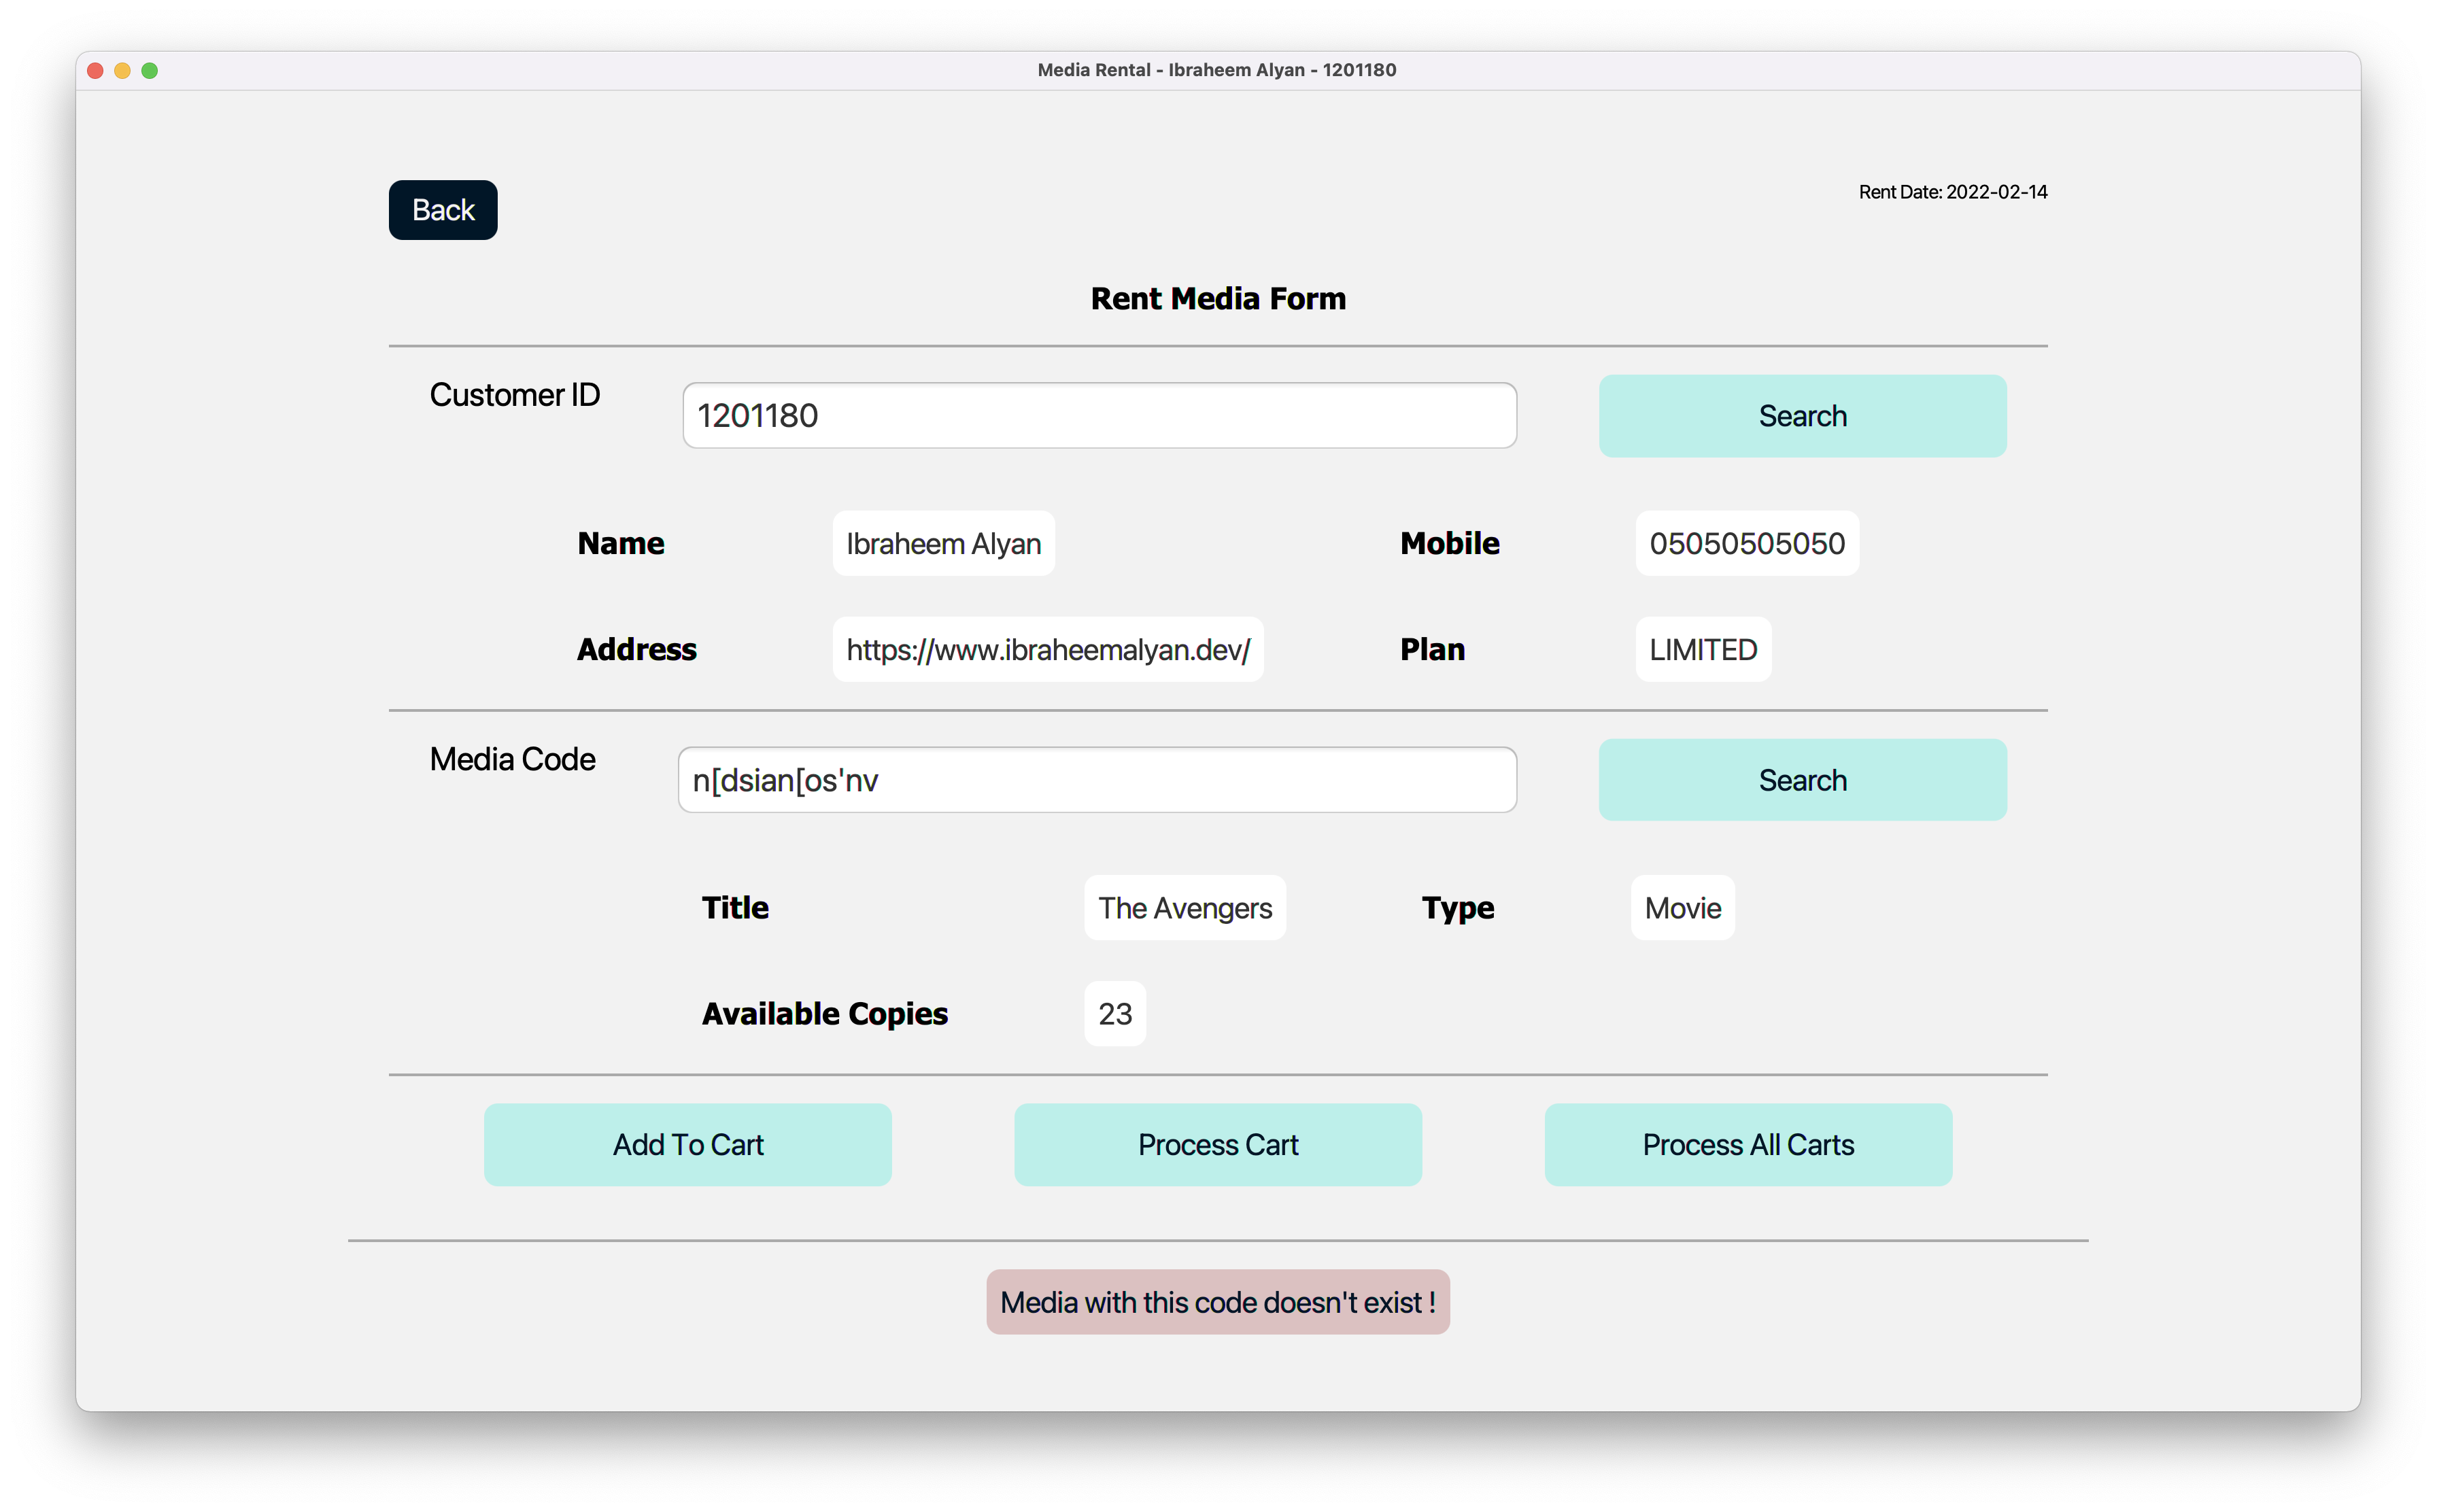 Media Rental - Ibraheem Alyan - 1201180
Back
Rent Date: 2022-02-14
Rent Media Form
Customer ID
1201180
Search
Name
Ibraheem Alyan
Mobile
05050505050
Address
https://www.ibraheemalyan.dev/
Plan
LIMITED
Media Code
n[dsian[os'nv
Search
Title
The Avengers
Type
Movie
Available Copies
23
Add To Cart
Process Cart
Process All Carts
Media with this code doesn't exist !